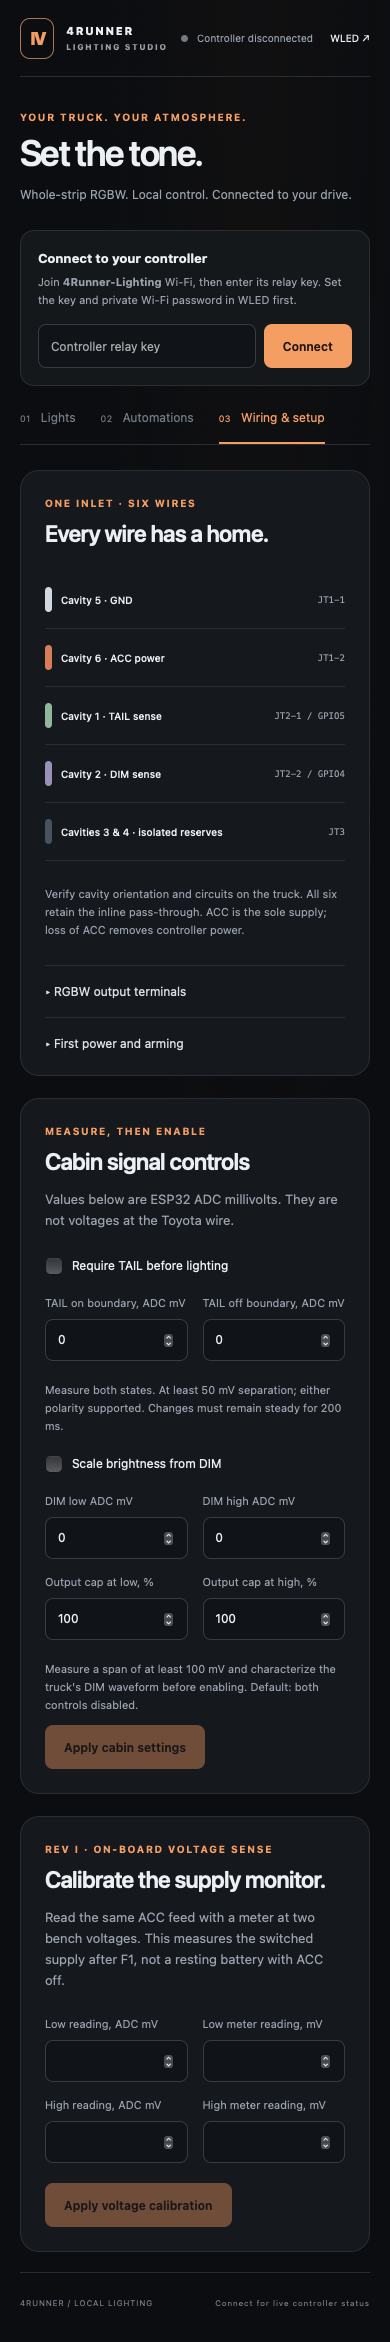 IV
4RUNNER
LIGHTING STUDIO
Controller disconnected
WLED ↗
YOUR TRUCK. YOUR ATMOSPHERE.
Set the tone.
Whole-strip RGBW. Local control. Connected to your drive.
Connect to your controller
Join 4Runner-Lighting Wi-Fi, then enter its relay key. Set
the key and private Wi-Fi password in WLED first.
Controller relay key
Connect
01 Lights
02 Automations
03 Wiring & setup
ONE INLET · SIX WIRES
Every wire has a home.
Cavity 5 · GND
JT1-1
Cavity 6 · ACC power
JT1-2
Cavity 1 · TAIL sense
JT2-1 / GPIO5
Cavity 2 · DIM sense
JT2-2 / GPIO4
Cavities 3 & 4 · isolated reserves
JT3
Verify cavity orientation and circuits on the truck. All six
retain the inline pass-through. ACC is the sole supply;
loss of ACC removes controller power.
▸ RGBW output terminals
▸ First power and arming
MEASURE, THEN ENABLE
Cabin signal controls
Values below are ESP32 ADC millivolts. They are
not voltages at the Toyota wire.
Require TAIL before lighting
TAIL on boundary, ADC mV
TAIL off boundary, ADC mV
0
0
Measure both states. At least 50 mV separation; either
polarity supported. Changes must remain steady for 200
ms.
Scale brightness from DIM
DIM low ADC mV
DIM high ADC mV
0
0
Output cap at low, %
Output cap at high, %
100
100
Measure a span of at least 100 mV and characterize the
truck's DIM waveform before enabling. Default: both
controls disabled.
Apply cabin settings
REV I · ON-BOARD VOLTAGE SENSE
Calibrate the supply monitor.
Read the same ACC feed with a meter at two
bench voltages. This measures the switched
supply after F1, not a resting battery with ACC
off.
Low reading, ADC mV
Low meter reading, mV
High reading, ADC mV
High meter reading, mV
Apply voltage calibration
4RUNNER / LOCAL LIGHTING
Connect for live controller status